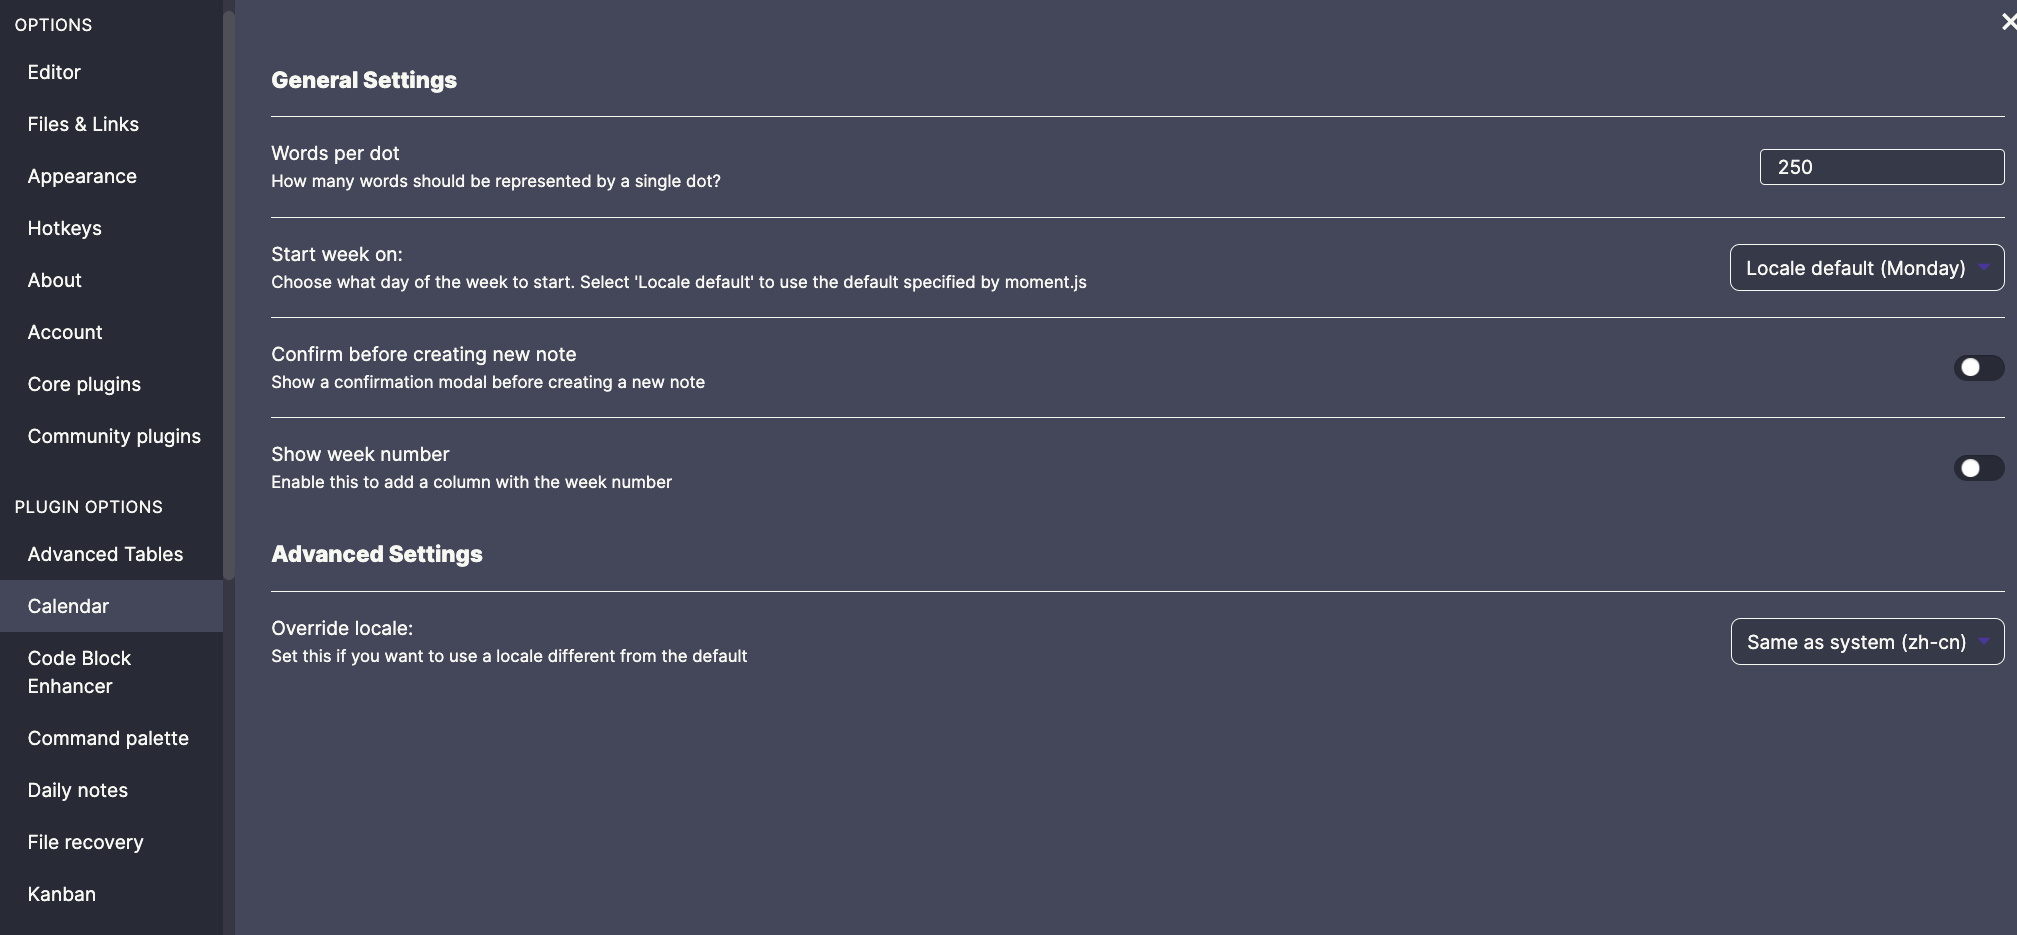 OPTIONS
Editor
Files & Links
Appearance
Hotkeys
About
Account
Core plugins
Community plugins
PLUGIN OPTIONS
Advanced Tables
Calendar
Code Block
Enhancer
Command palette
Daily notes
File recovery
Kanban
General Settings
Words per dot
How many words should be represented by a single dot?
250
Start week on:
Choose what day of the week to start. Select 'Locale default' to use the default specified by moment.js
Locale default (Monday)
Confirm before creating new note
Show a confirmation modal before creating a new note
Show week number
Enable this to add a column with the week number
Advanced Settings
Override locale:
Set this if you want to use a locale different from the default
Same as system (zh-cn)